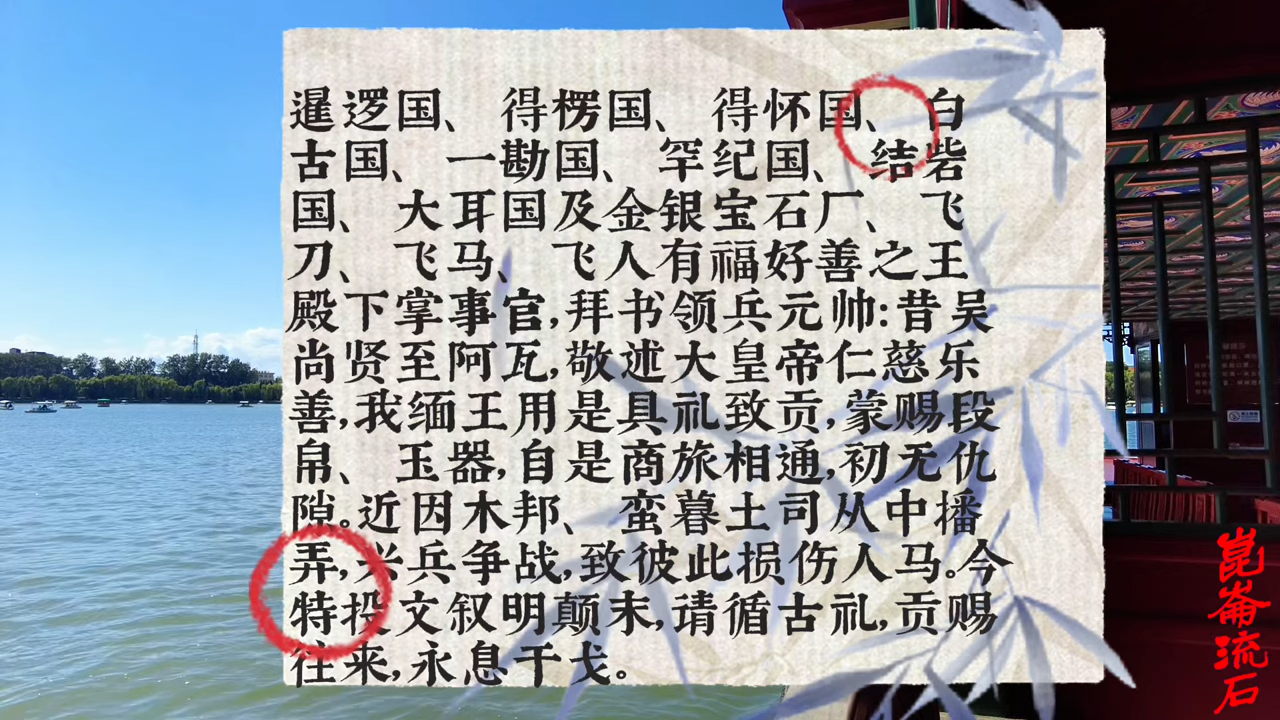 暹逻国、得楞国、得怀国、白
古国、一勘国、罕纪国、结砦
国、大耳国及金银宝石厂、飞
刀、飞马、飞人有福好善之王
殿下掌事官,拜书领兵元帅:昔吴
尚贤至阿瓦,敬述大皇帝仁慈乐
善,我缅王用是具礼致贡,蒙赐段
帛、玉器,自是商旅相通,初无仇
隙。近因木邦、蛮暮土司从中播
弄,兴兵争战,致彼此损伤人马。今
特投文叙明颠末,请循古礼,贡赐
往来,永息干戈。
崑崙流石